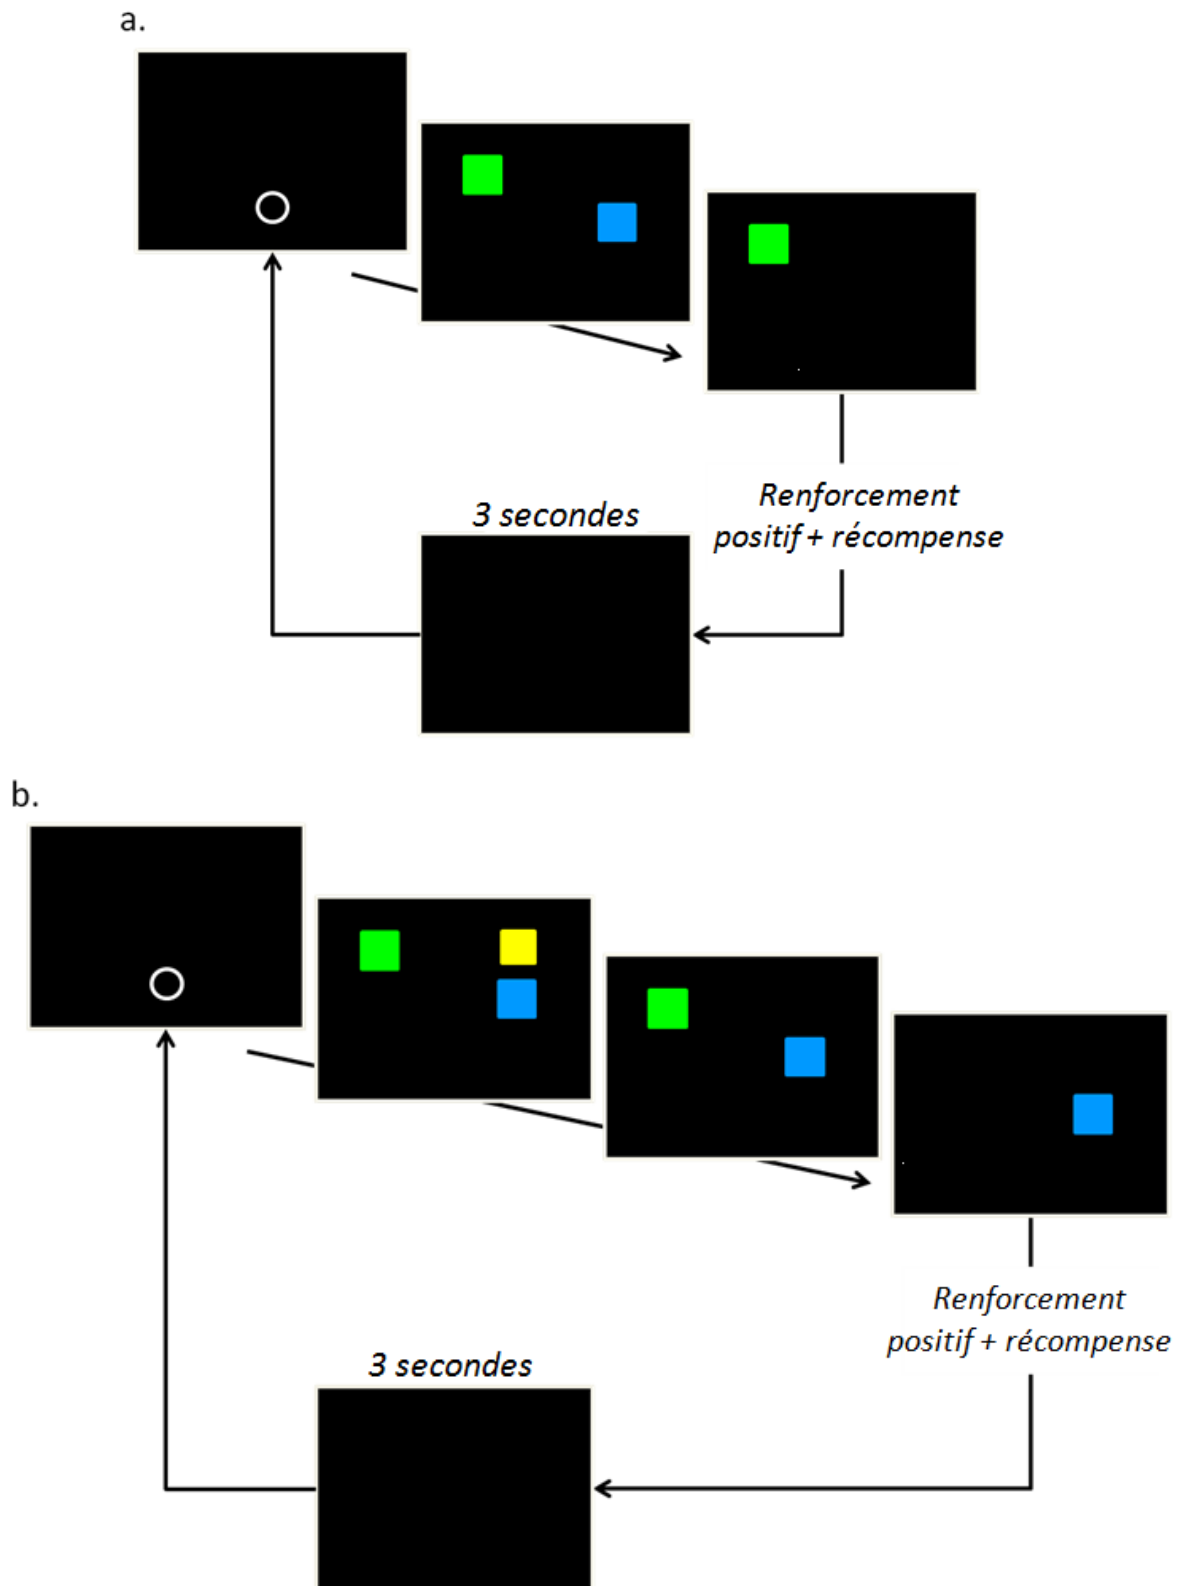 a.
Renforcement
positif + récompense
3 secondes
b.
Renforcement
positif + récompense
3 secondes